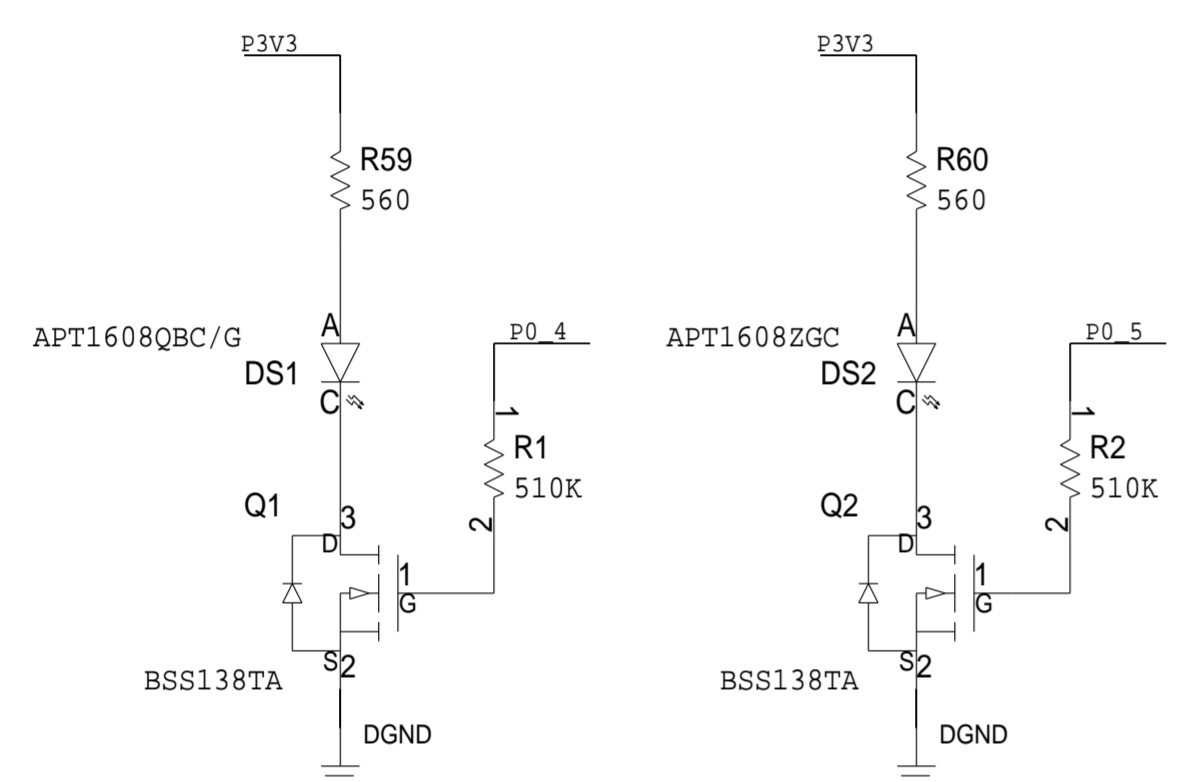 P3V3
R59
560
A
APT1608QBC/G
DS1
C
P0_4
1
R1
510K
2
Q1
3
D
1
G
S
2
BSS138TA
DGND
P3V3
R60
560
A
APT1608ZGC
DS2
C
P0_5
1
R2
510K
2
Q2
3
D
1
G
S
2
BSS138TA
DGND